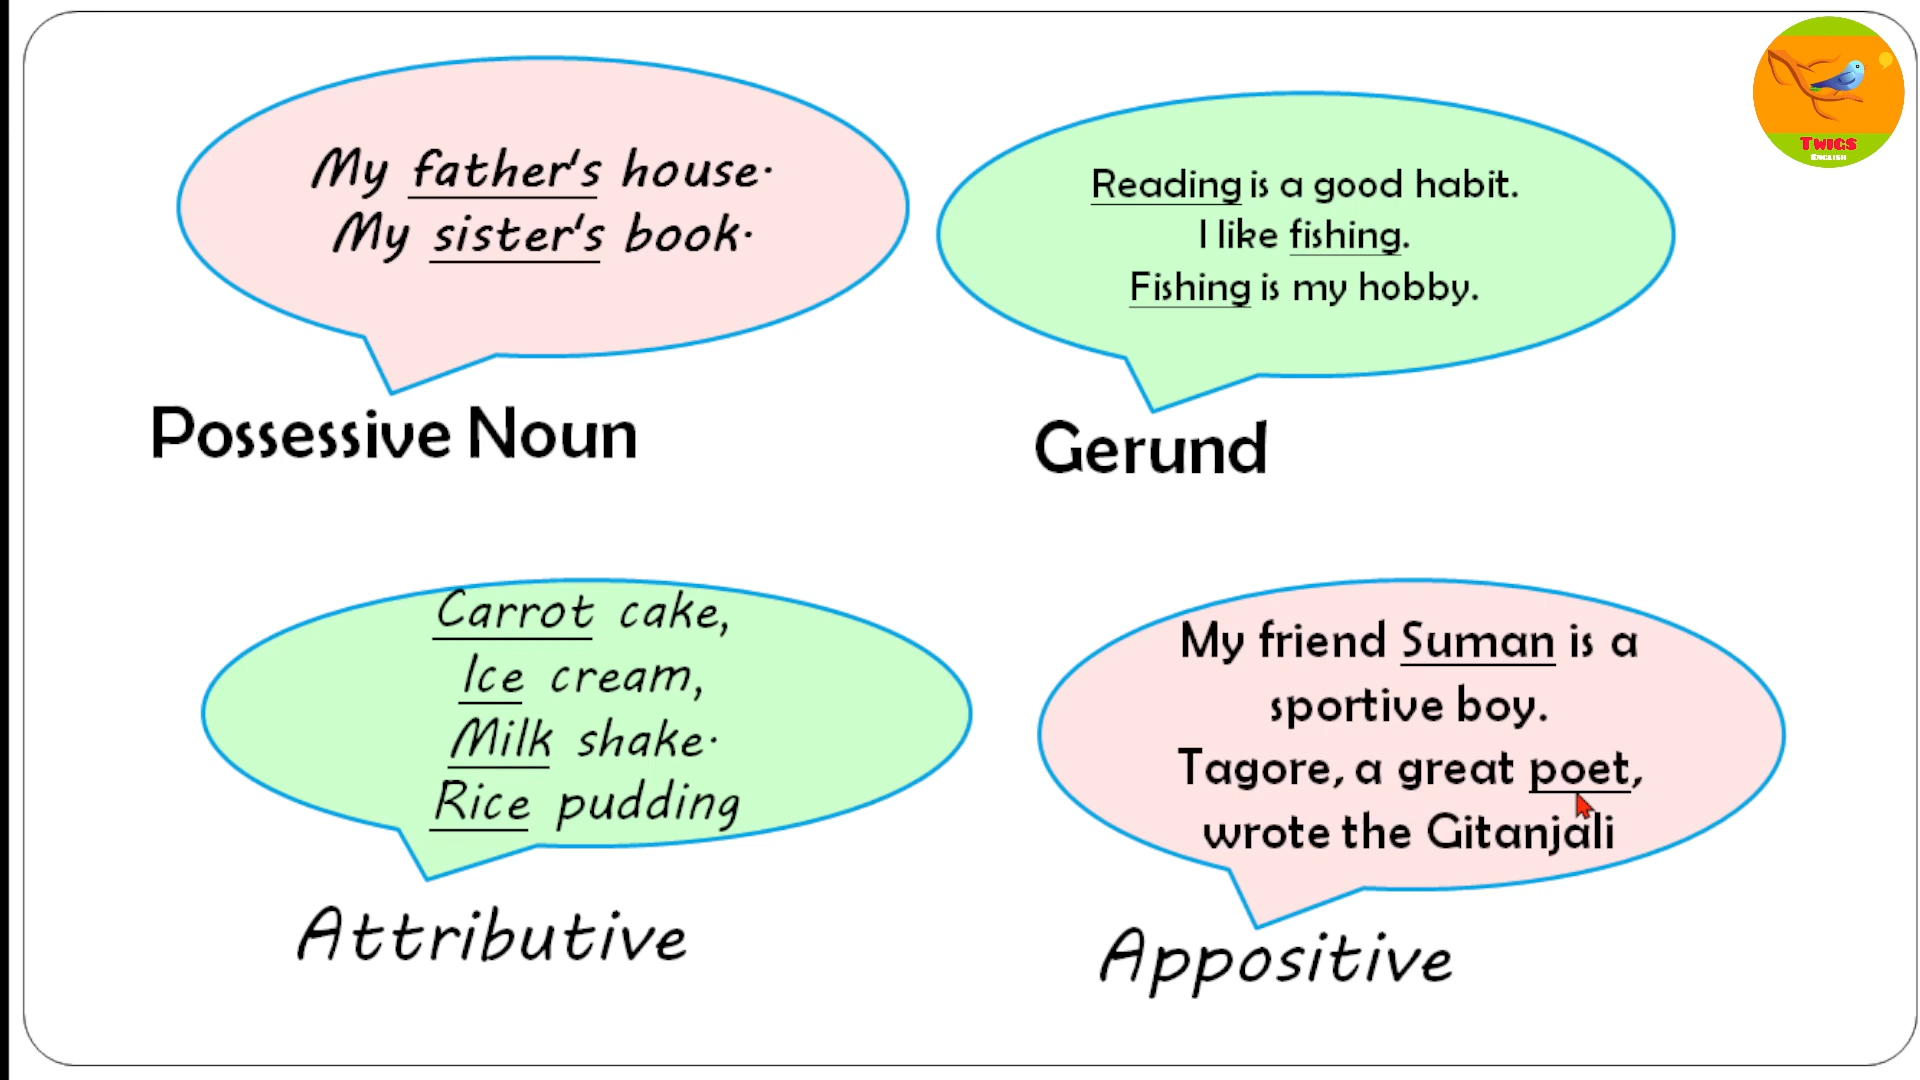 My father's house.
My sister's book.
Possessive Noun
Reading is a good habit.
I like fishing.
Fishing is my hobby.
Gerund
Carrot cake,
Ice cream,
Milk shake.
Rice pudding
Attributive
My friend Suman is a
sportive boy.
Tagore, a great poet,
wrote the Gitanjali
Appositive
TWIGS
ENGLISH